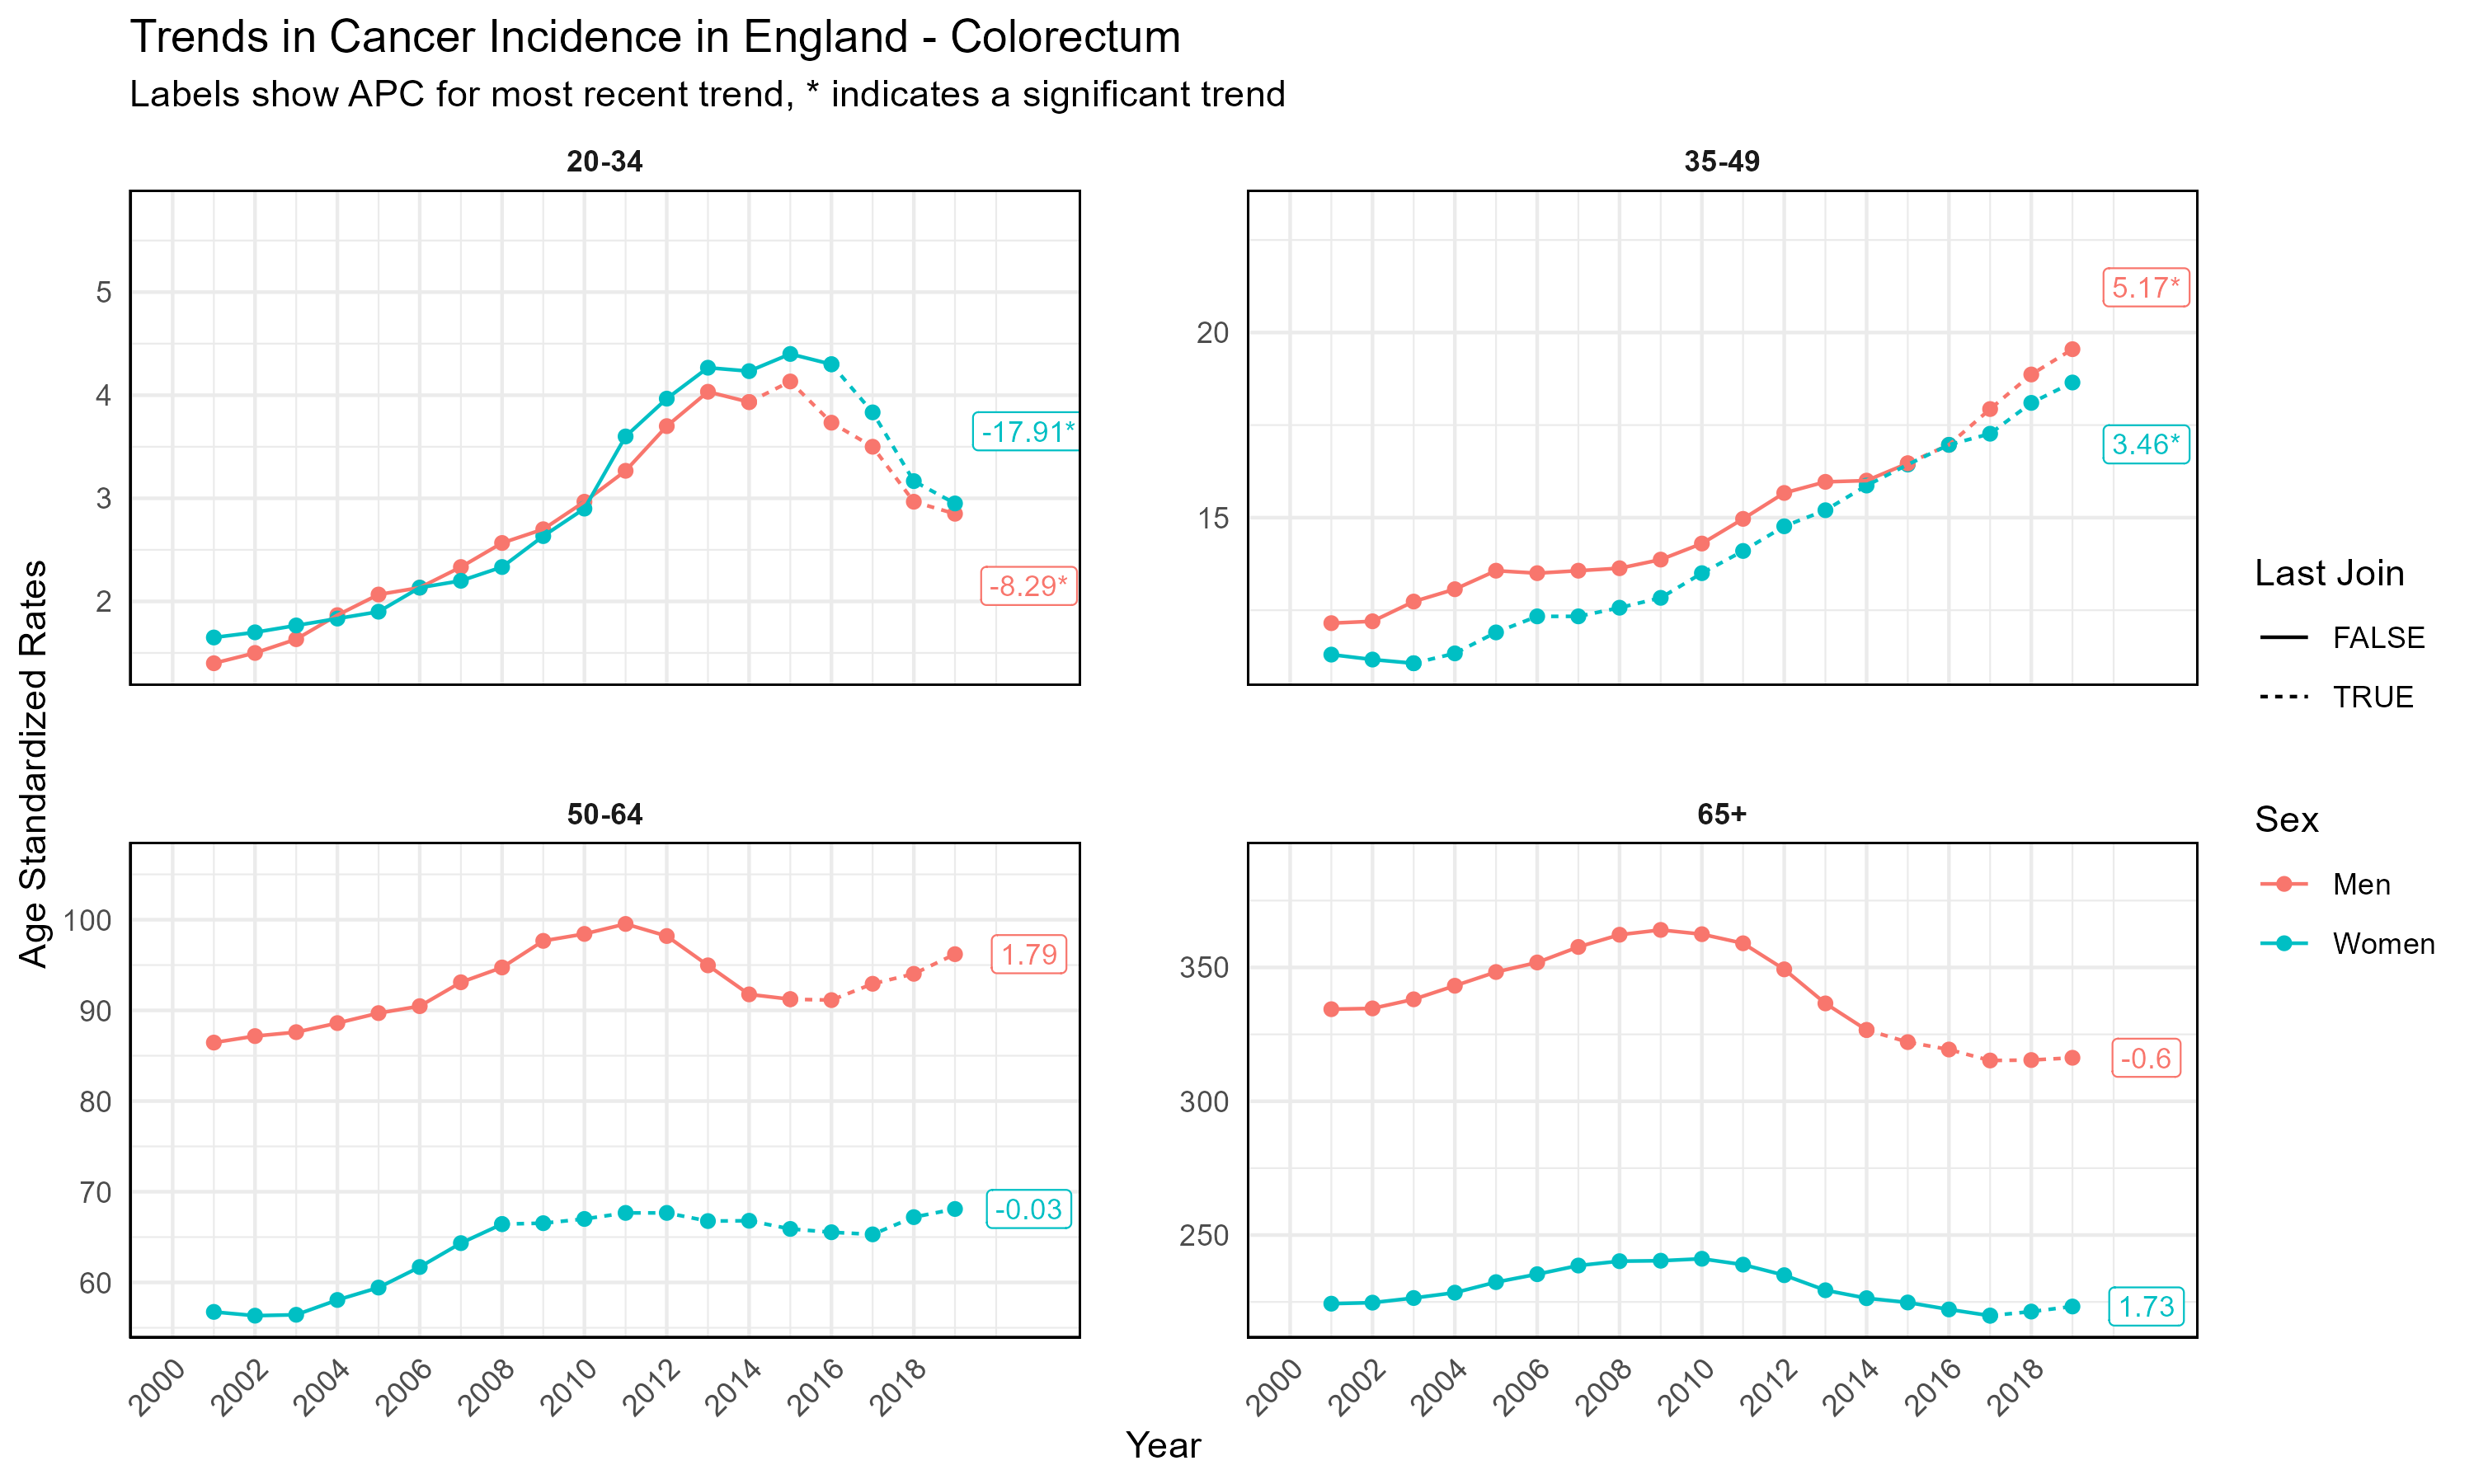 Trends in Cancer Incidence in England - Colorectum
Labels show APC for most recent trend, * indicates a significant trend
20-34
35-49
5
4
3
2
-17.91*
-8.29*
20
15
5.17*
3.46*
50-64
65+
100
90
80
70
60
1.79
-0.03
350
300
250
-0.6
1.73
2000 2002 2004 2006 2008 2010 2012 2014 2016 2018
2000 2002 2004 2006 2008 2010 2012 2014 2016 2018
Year
Age Standardized Rates
Last Join
FALSE
TRUE
Sex
Men
Women